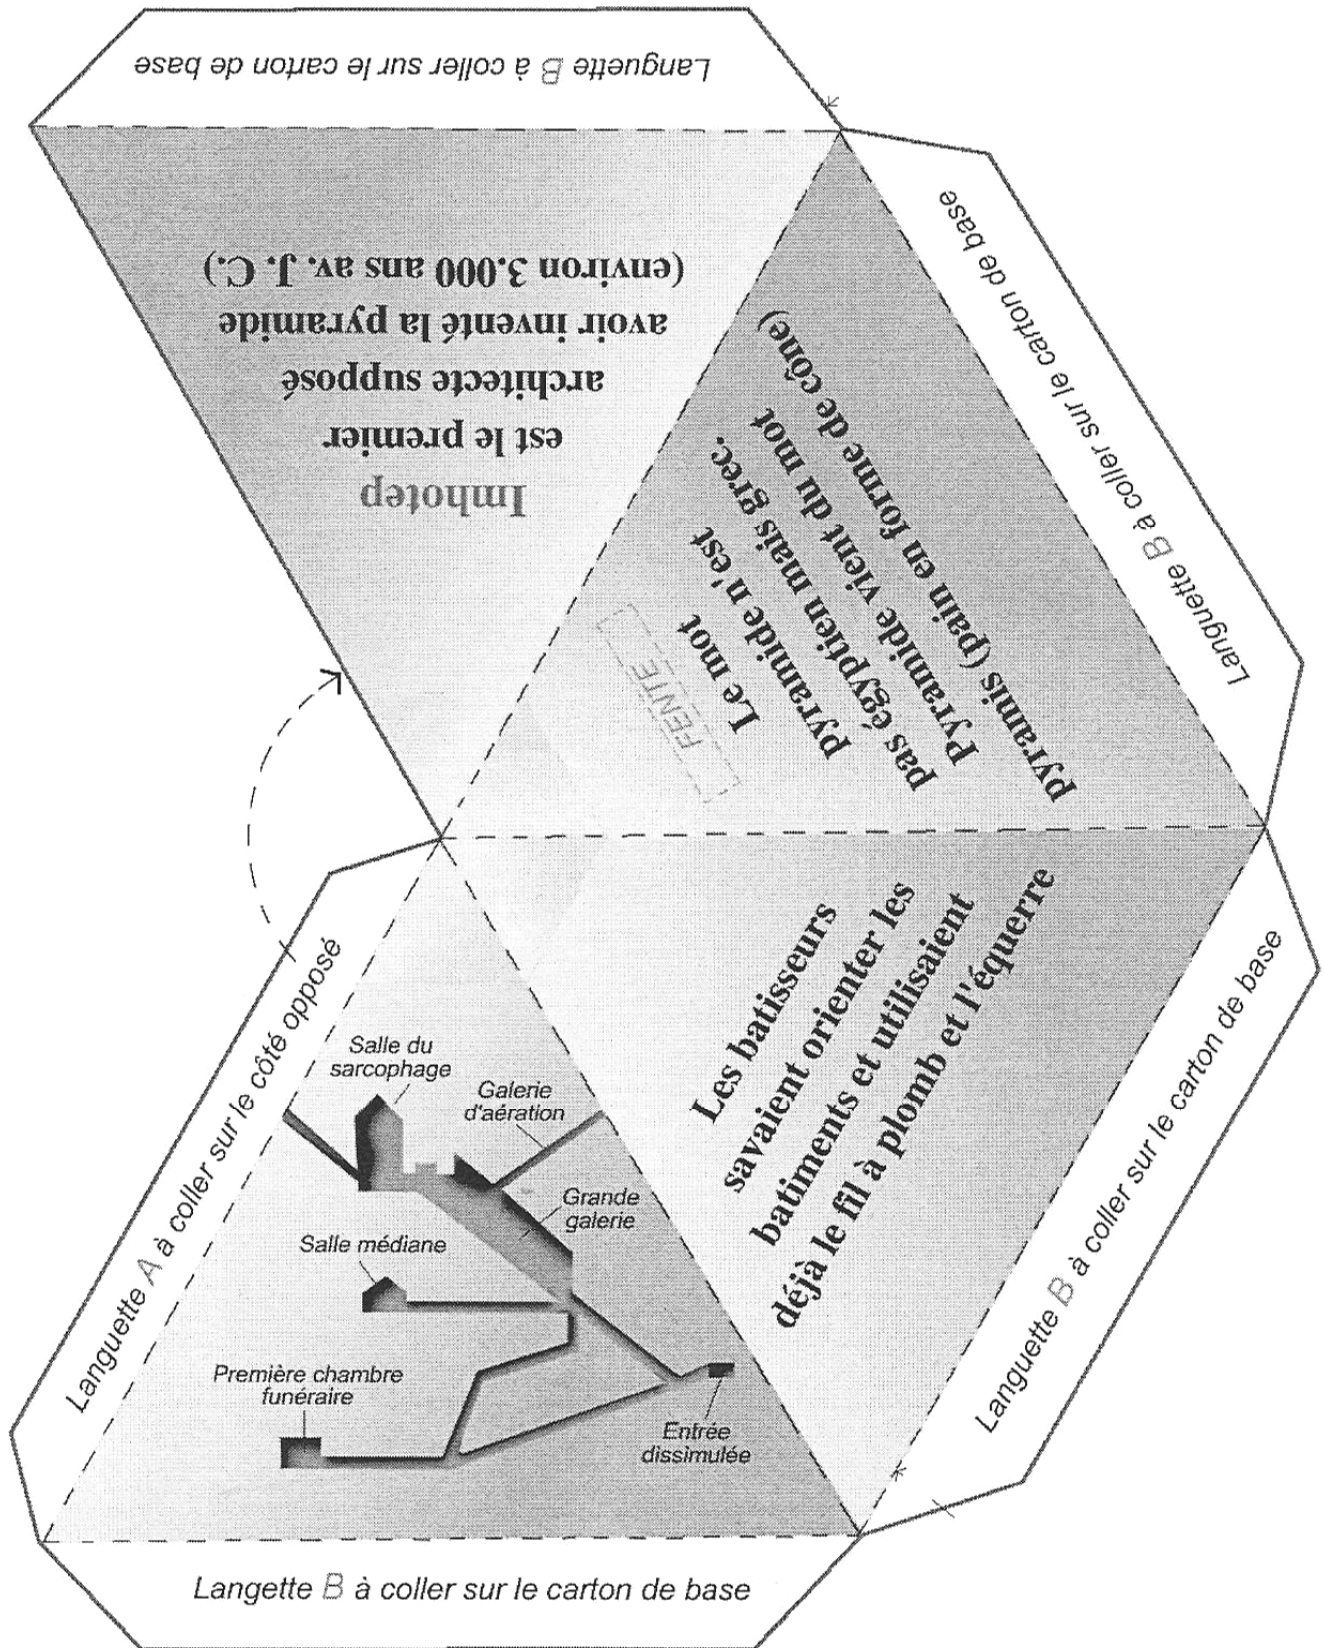 Languette B à coller sur le carton de base
Imhotep
est le premier
architecte supposé
avoir inventé la pyramide
(environ 3.000 ans av. J. C.)
Languette B à coller sur le carton de base
FENTE
Le mot
pyramide n'est
pas égyptien mais grec.
Pyramide vient du mot
pyramis (pain en forme de cône)
Les batisseurs
savaient orienter les
batiments et utilisaient
déjà le fil à plomb et l'équerre
Languette B à coller sur le carton de base
Languette A à coller sur le côté opposé
Salle du
sarcophage
Galerie
d'aération
Grande
galerie
Salle médiane
Première chambre
funéraire
Entrée
dissimulée
Langette B à coller sur le carton de base